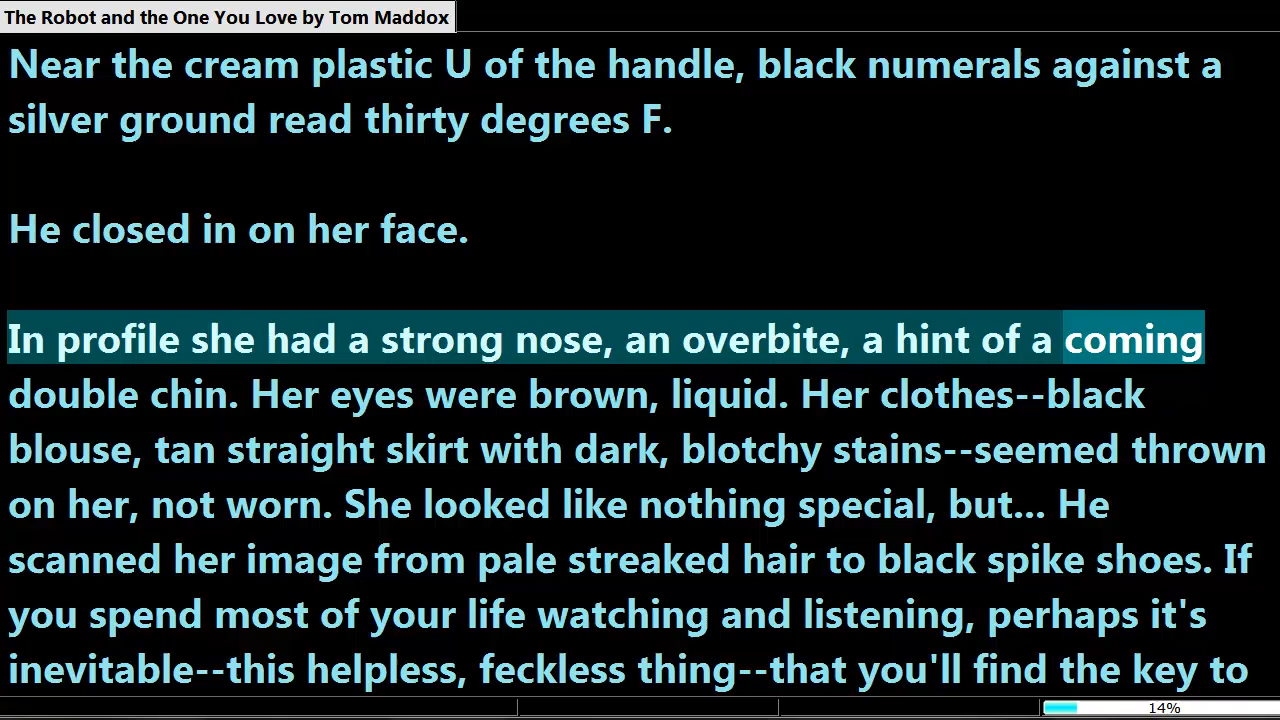 The Robot and the One You Love by Tom Maddox
Near the cream plastic U of the handle, black numerals against a
silver ground read thirty degrees F.
He closed in on her face.
In profile she had a strong nose, an overbite, a hint of a coming
double chin. Her eyes were brown, liquid. Her clothes--black
blouse, tan straight skirt with dark, blotchy stains--seemed thrown
on her, not worn. She looked like nothing special, but... He
scanned her image from pale streaked hair to black spike shoes. If
you spend most of your life watching and listening, perhaps it's
inevitable--this helpless, feckless thing--that you'll find the key to
14%